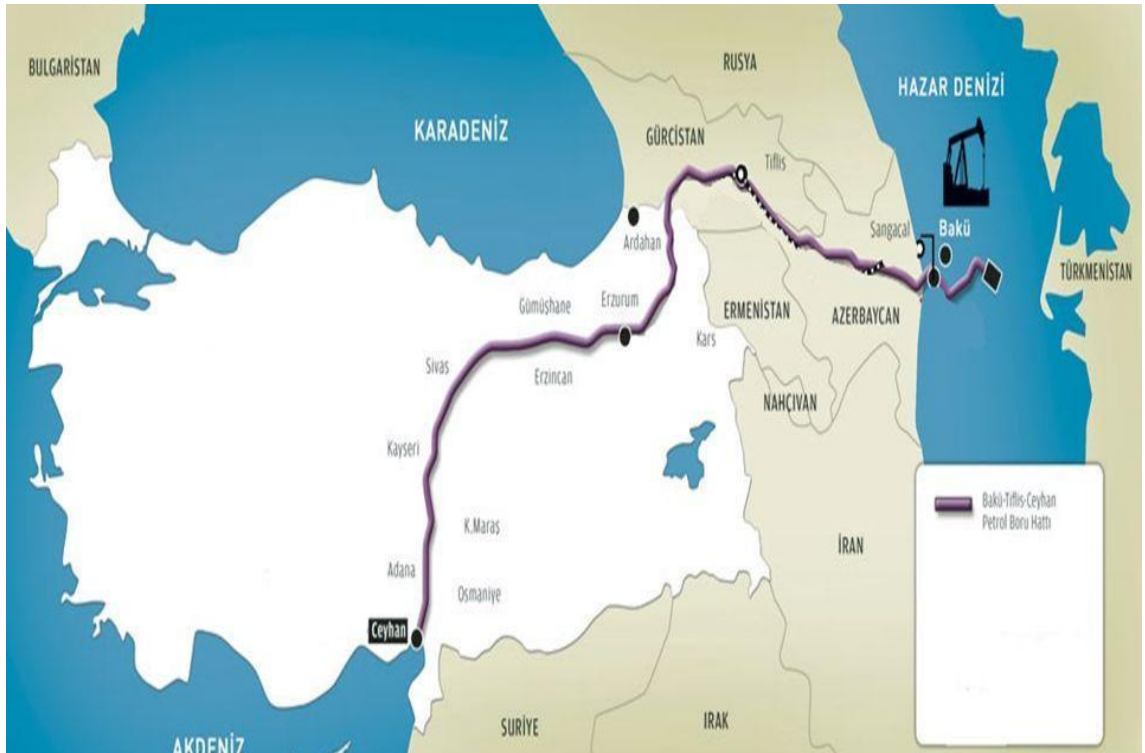 BULGARİSTAN
RUSYA
HAZAR DENİZİ
KARADENİZ
GÜRCİSTAN
Tiflis
Ardahan
Sangaçal
Bakü
TÜRKMENİSTAN
Gümüşhane
Erzurum
ERMENİSTAN
AZERBAYCAN
Kars
Sivas
Erzincan
NAHÇIVAN
Kayseri
Bakü-Tiflis-Ceyhan
Petrol Boru Hattı
K.Maraş
İRAN
Adana
Osmaniye
Ceyhan
SURİYE
IRAK
AKDENİZ